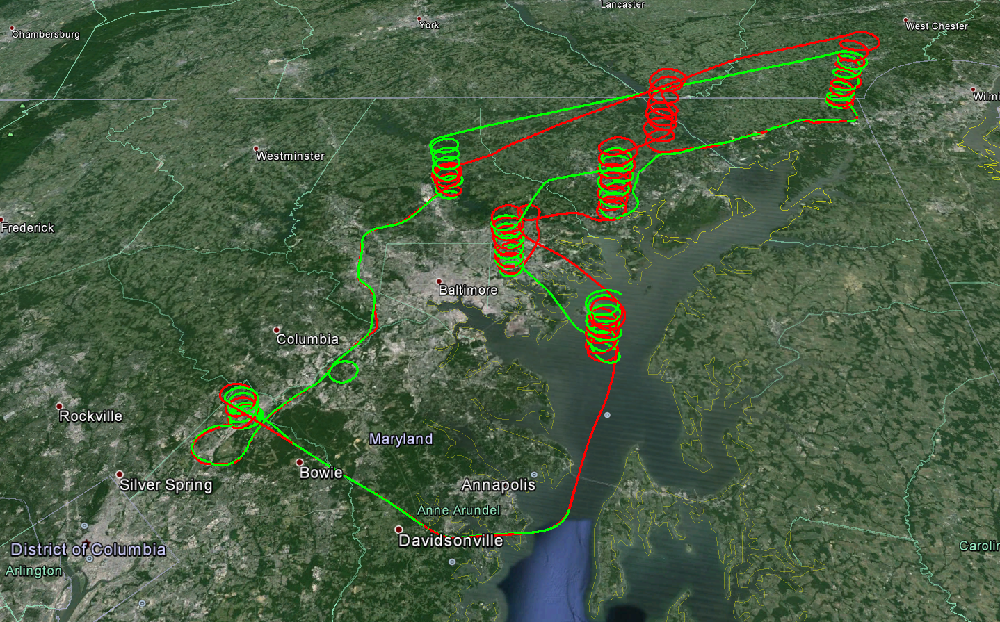 Lancaster
York
West Chester
Chambersburg
Wilmi
Westminster
Frederick
Baltimore
Columbia
Rockville
Maryland
Bowie
Silver Spring
Annapolis
Anne Arundel
Davidsonville
District of Columbia
Carolin
Arlington